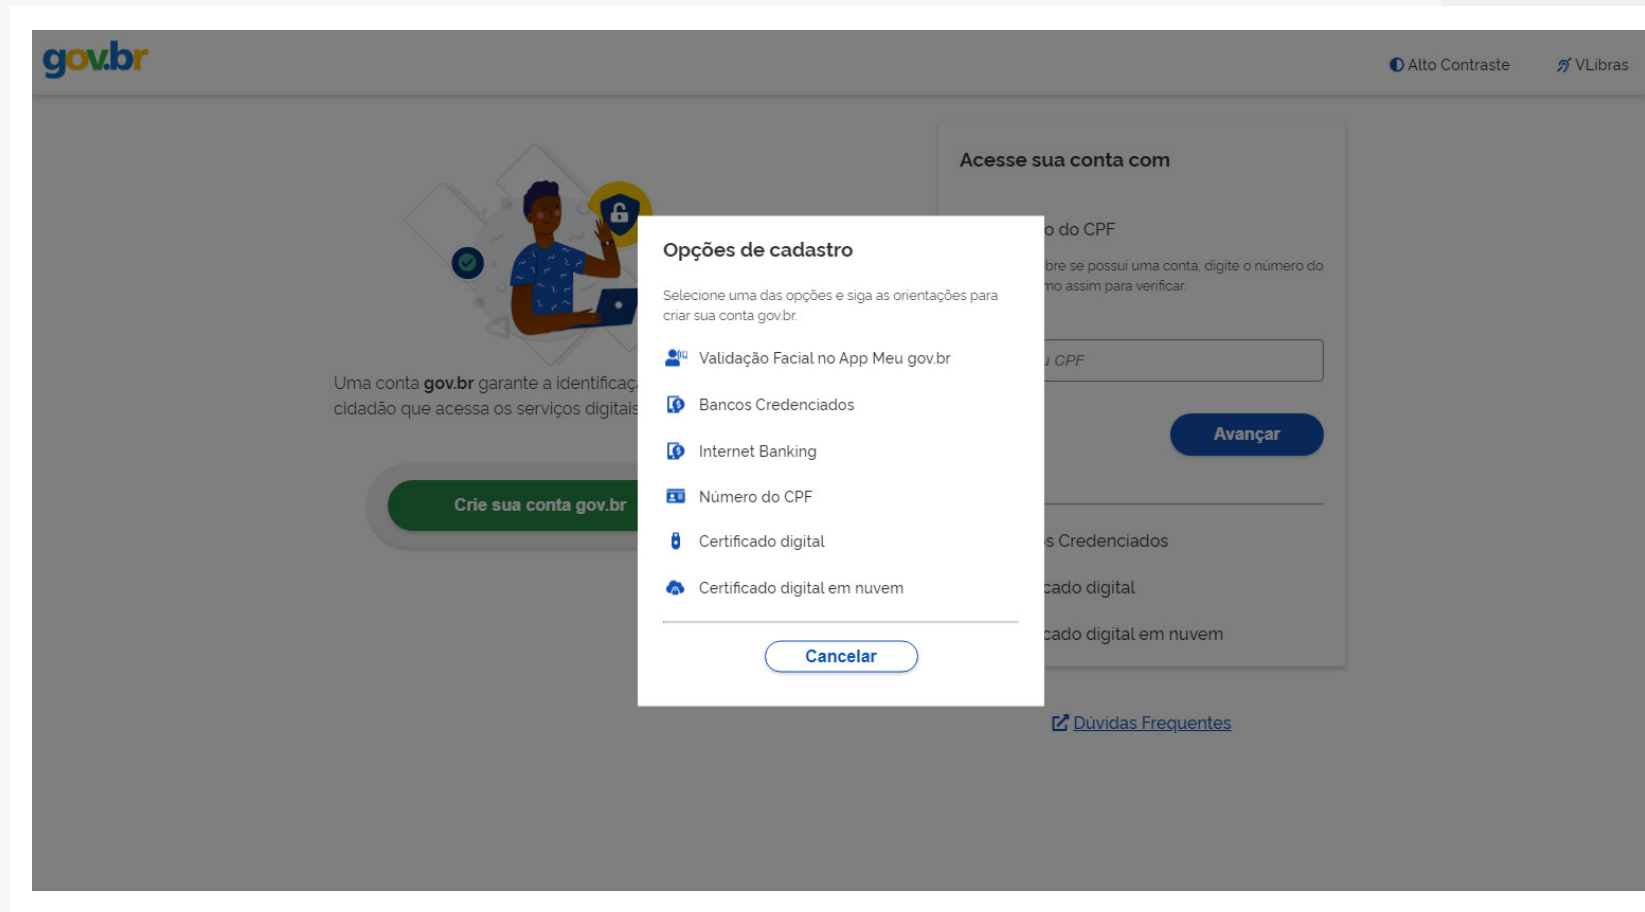 gov.br
Alto Contraste
VLibras
Acesse sua conta com
o do CPF
bre se possui uma conta, digite o número do
mo assim para verificar.
CPF
Avançar
s Credenciados
cado digital
cado digital em nuvem
Dúvidas Frequentes
Uma conta gov.br garante a identificaç
cidadão que acessa os serviços digitais
Crie sua conta gov.br
Opções de cadastro
Selecione uma das opções e siga as orientações para
criar sua conta gov.br.
Validação Facial no App Meu gov.br
Bancos Credenciados
Internet Banking
Número do CPF
Certificado digital
Certificado digital em nuvem
Cancelar